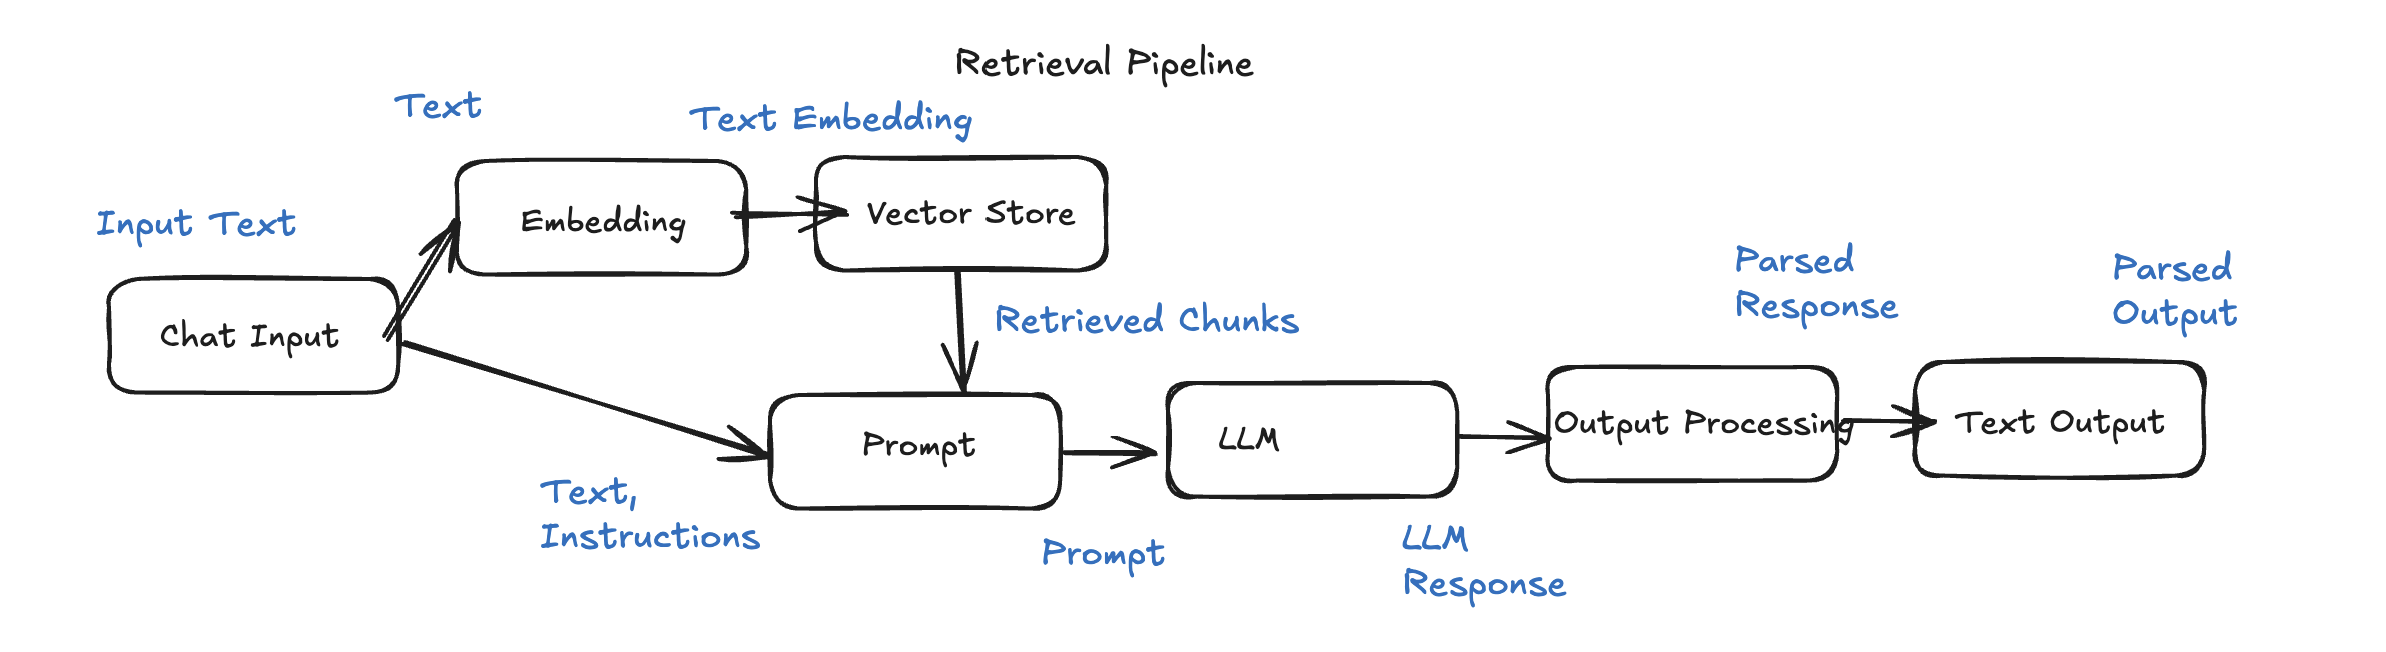 Retrieval Pipeline
Text
Text Embedding
Input Text
Embedding
Vector Store
Chat Input
Retrieved Chunks
Parsed
Response
Parsed
Output
Prompt
LLM
Output Processing
Text Output
Text,
Instructions
Prompt
LLM
Response